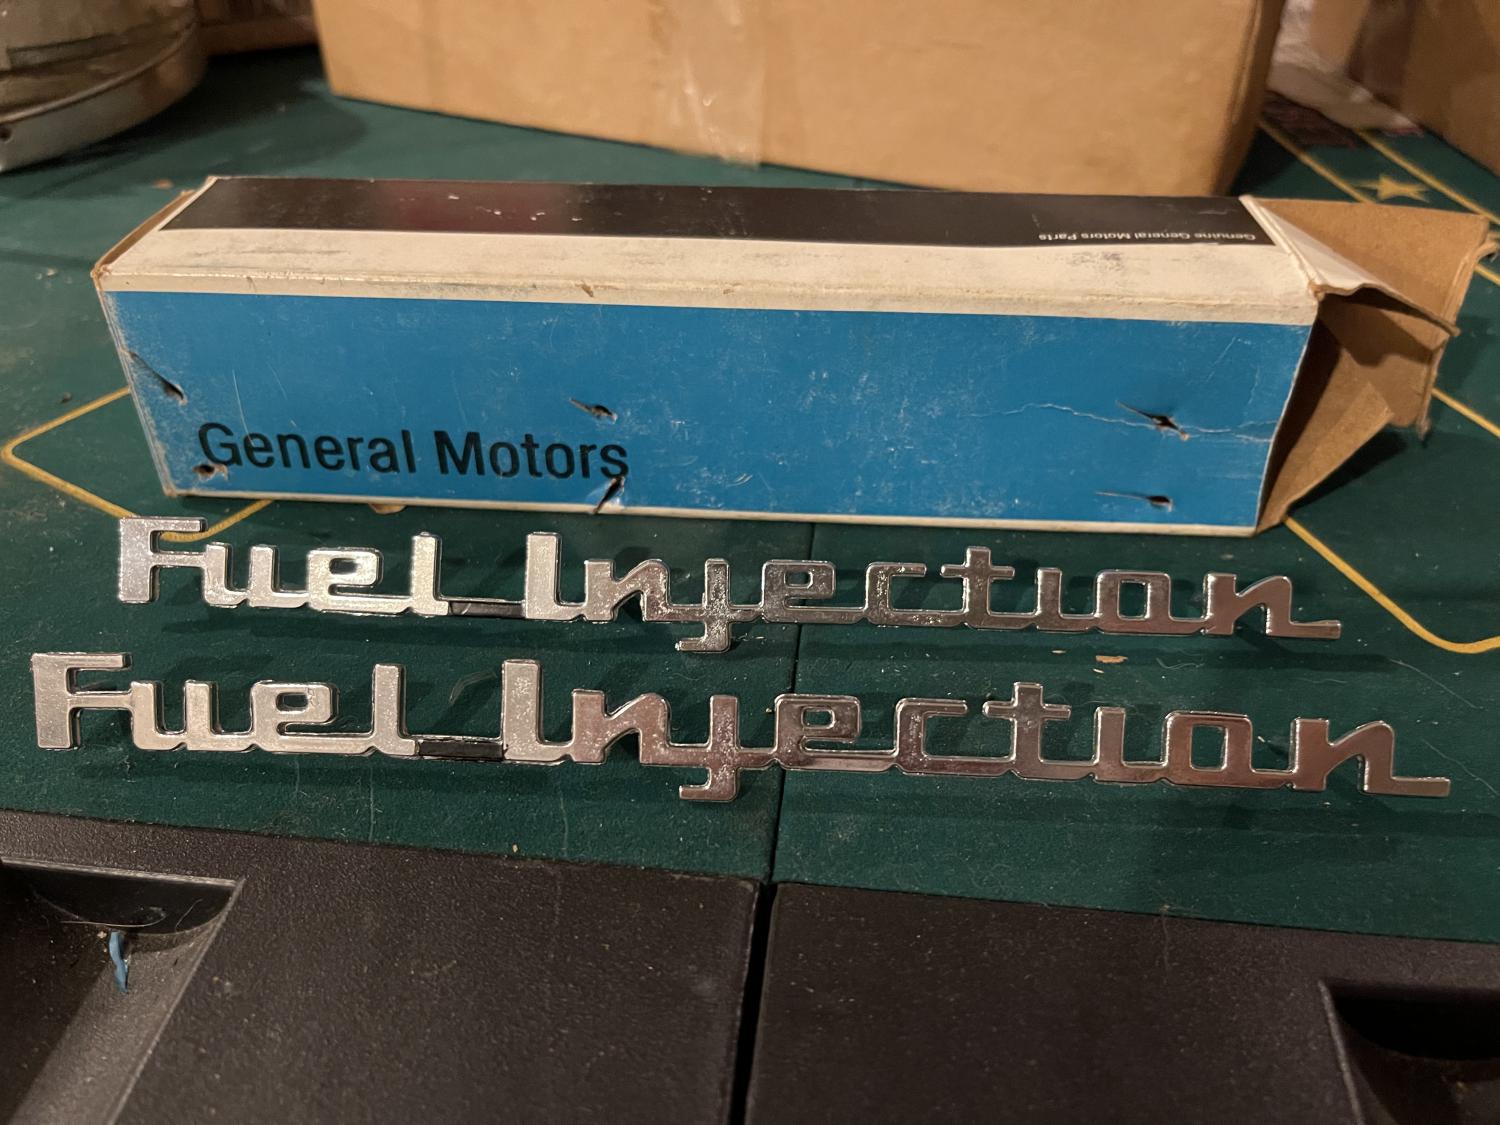 Genuine General Motors Parts
General Motors
Fuel Injection
Fuel Injection